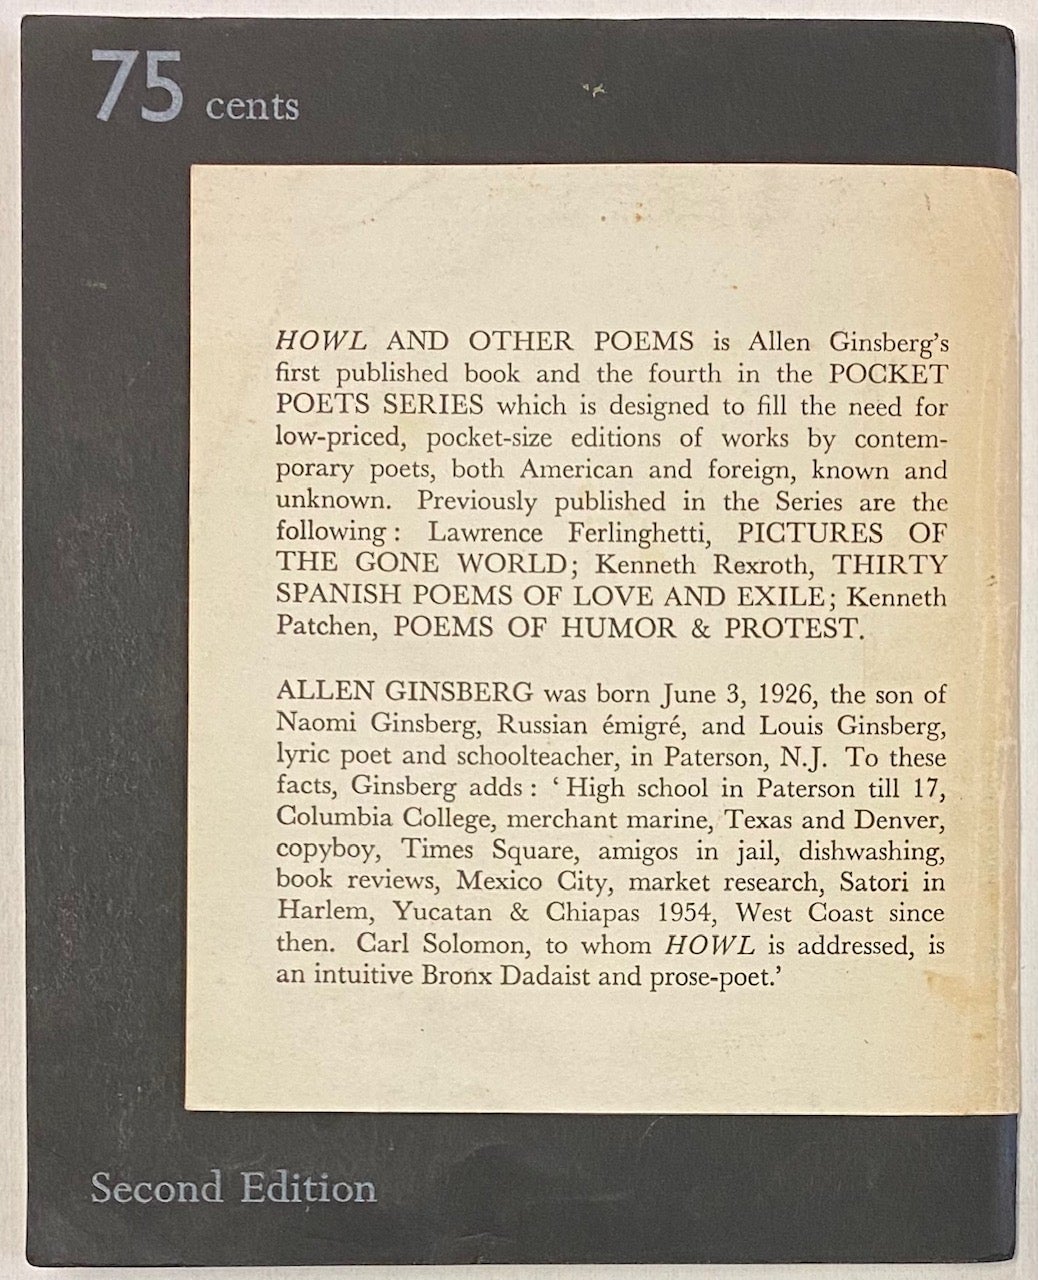 75 cents
HOWL AND OTHER POEMS is Allen Ginsberg's
first published book and the fourth in the POCKET
POETS SERIES which is designed to fill the need for
low-priced, pocket-size editions of works by contem-
porary poets, both American and foreign, known and
unknown. Previously published in the Series are the
following : Lawrence Ferlinghetti, PICTURES OF
THE GONE WORLD; Kenneth Rexroth, THIRTY
SPANISH POEMS OF LOVE AND EXILE; Kenneth
Patchen, POEMS OF HUMOR & PROTEST.
ALLEN GINSBERG was born June 3, 1926, the son of
Naomi Ginsberg, Russian émigré, and Louis Ginsberg,
lyric poet and schoolteacher, in Paterson, N.J. To these
facts, Ginsberg adds : ‘ High school in Paterson till 17,
Columbia College, merchant marine, Texas and Denver,
copyboy, Times Square, amigos in jail, dishwashing,
book reviews, Mexico City, market research, Satori in
Harlem, Yucatan & Chiapas 1954, West Coast since
then. Carl Solomon, to whom HOWL is addressed, is
an intuitive Bronx Dadaist and prose-poet.’
Second Edition